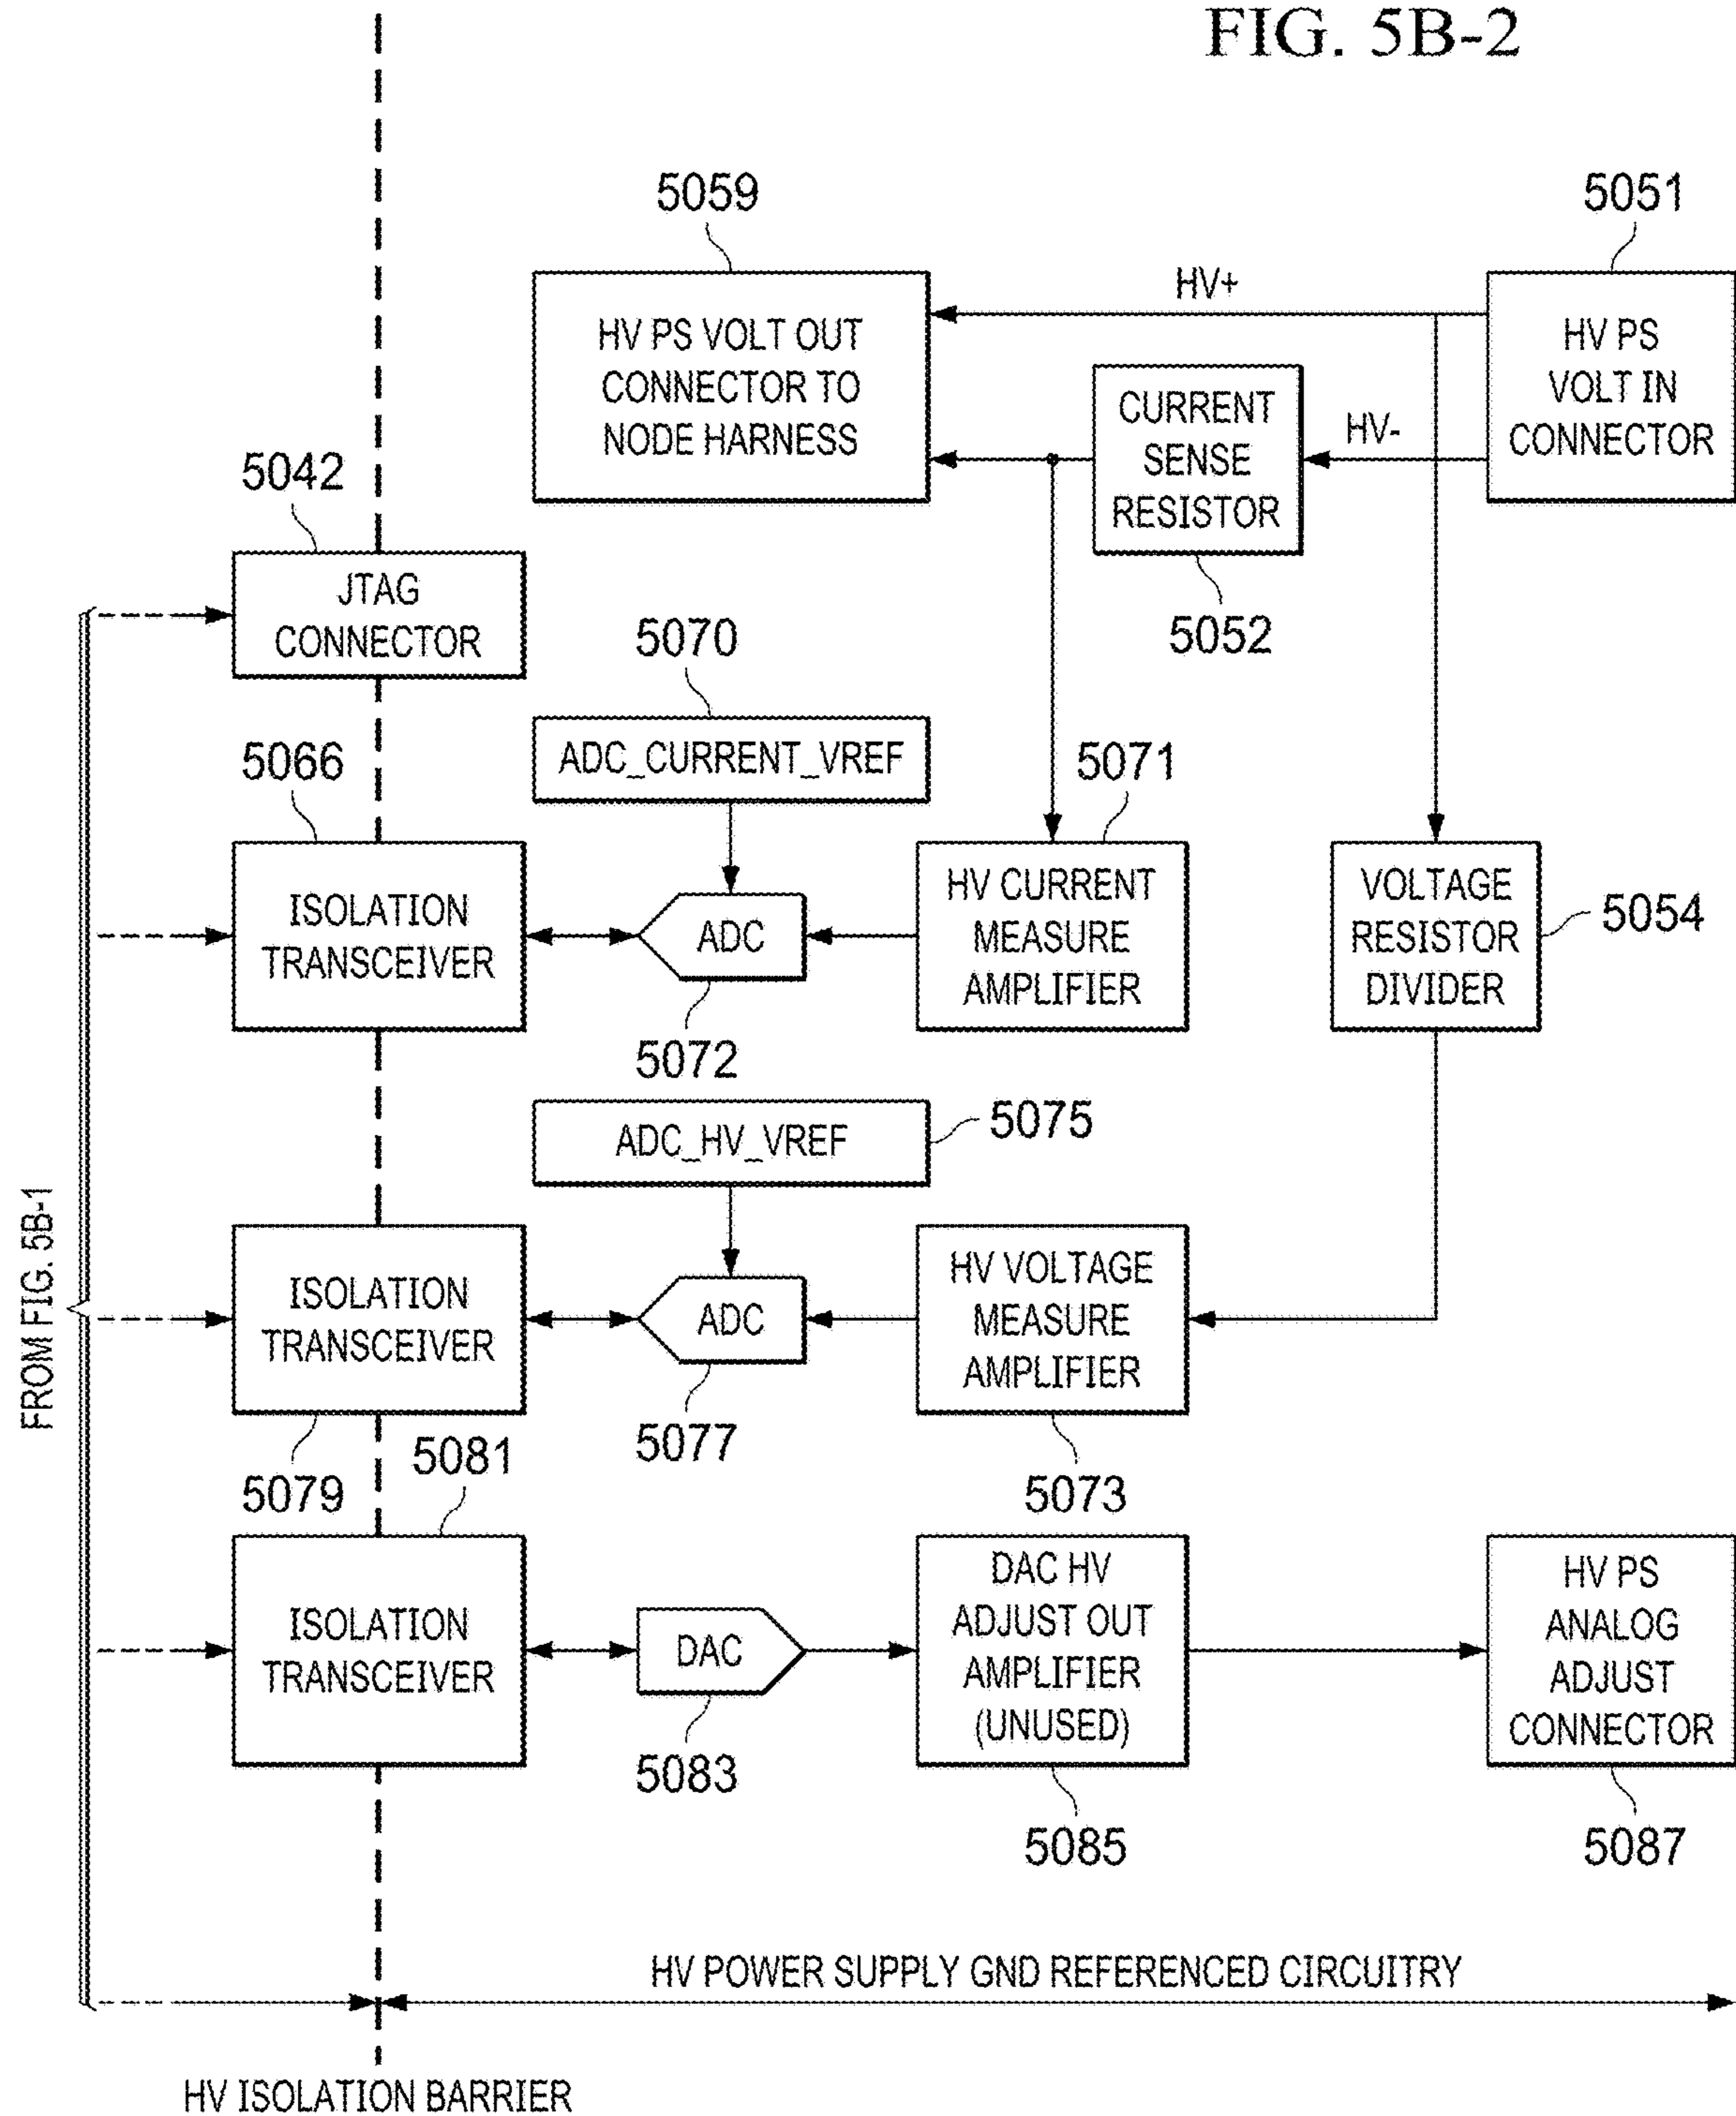 FIG. 5B-2
5059
5051
HV+
HV PS VOLT OUT
CONNECTOR TO
NODE HARNESS
HV PS
VOLT IN
CONNECTOR
CURRENT
SENSE
RESISTOR
HV-
5042
JTAG
CONNECTOR
5052
5070
ADC_CURRENT_VREF
5066
5071
ISOLATION
TRANSCEIVER
ADC
HV CURRENT
MEASURE
AMPLIFIER
VOLTAGE
RESISTOR
DIVIDER
5054
5072
ADC_HV_VREF
5075
FROM FIG. 5B-1
ISOLATION
TRANSCEIVER
ADC
HV VOLTAGE
MEASURE
AMPLIFIER
5079
5081
5077
5073
ISOLATION
TRANSCEIVER
DAC
DAC HV
ADJUST OUT
AMPLIFIER
(UNUSED)
HV PS
ANALOG
ADJUST
CONNECTOR
5083
5085
5087
HV POWER SUPPLY GND REFERENCED CIRCUITRY
HV ISOLATION BARRIER